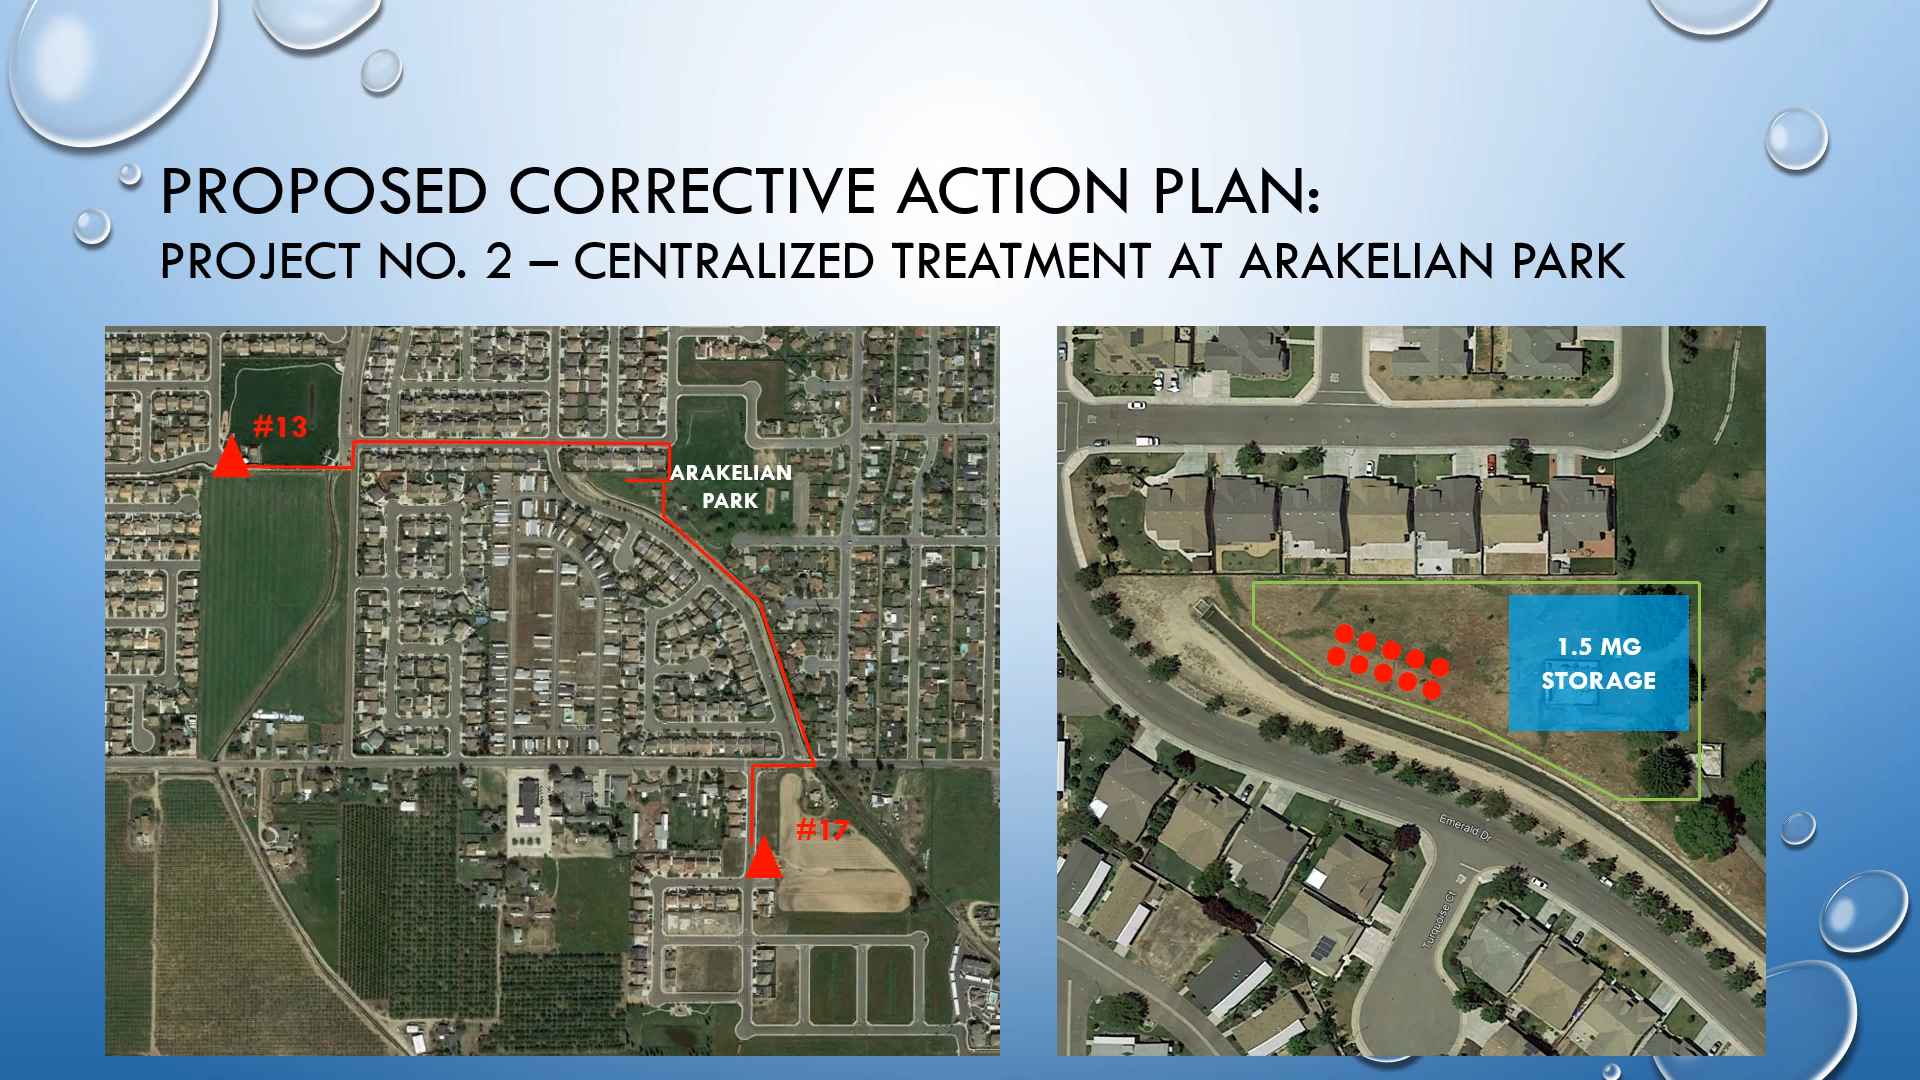 PROPOSED CORRECTIVE ACTION PLAN:
PROJECT NO. 2 – CENTRALIZED TREATMENT AT ARAKELIAN PARK
#13
ARAKELIAN
PARK
#17
1.5 MG
STORAGE
Emerald Dr
Turquoise Ct